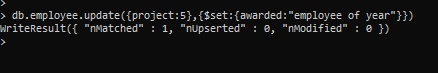 >
> db.employee.update({project:5},{$set:{awarded:"employee of year"}})
WriteResult({ "nMatched" : 1, "nUpserted" : 0, "nModified" : 0 })
>